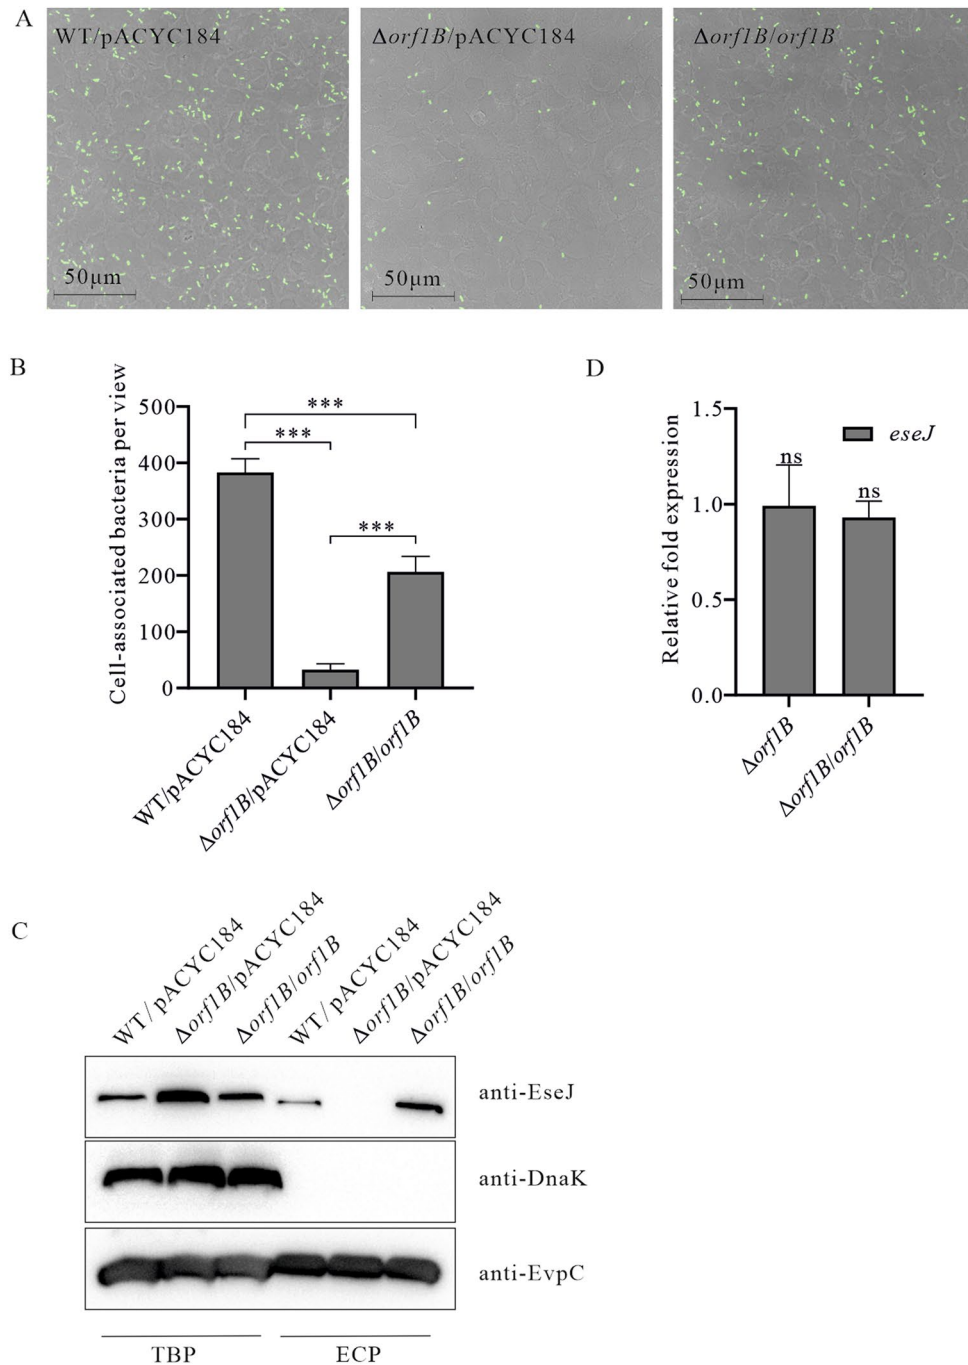 A
WT/pACYC184
Δorf1B/pACYC184
Δorf1B/orf1B
50μm
50μm
50μm
B
Cell-associated bacteria per view
500
400
300
200
100
0
***
***
***
WT/pACYC184
Δorf1B/pACYC184
Δorf1B/orf1B
D
Relative fold expression
1.5
1.0
0.5
0.0
eseJ
ns
ns
Δorf1B
Δorf1B/orf1B
C
WT/pACYC184
Δorf1B/pACYC184
Δorf1B/orf1B
WT/pACYC184
Δorf1B/pACYC184
Δorf1B/orf1B
anti-EseJ
anti-DnaK
anti-EvpC
TBP
ECP